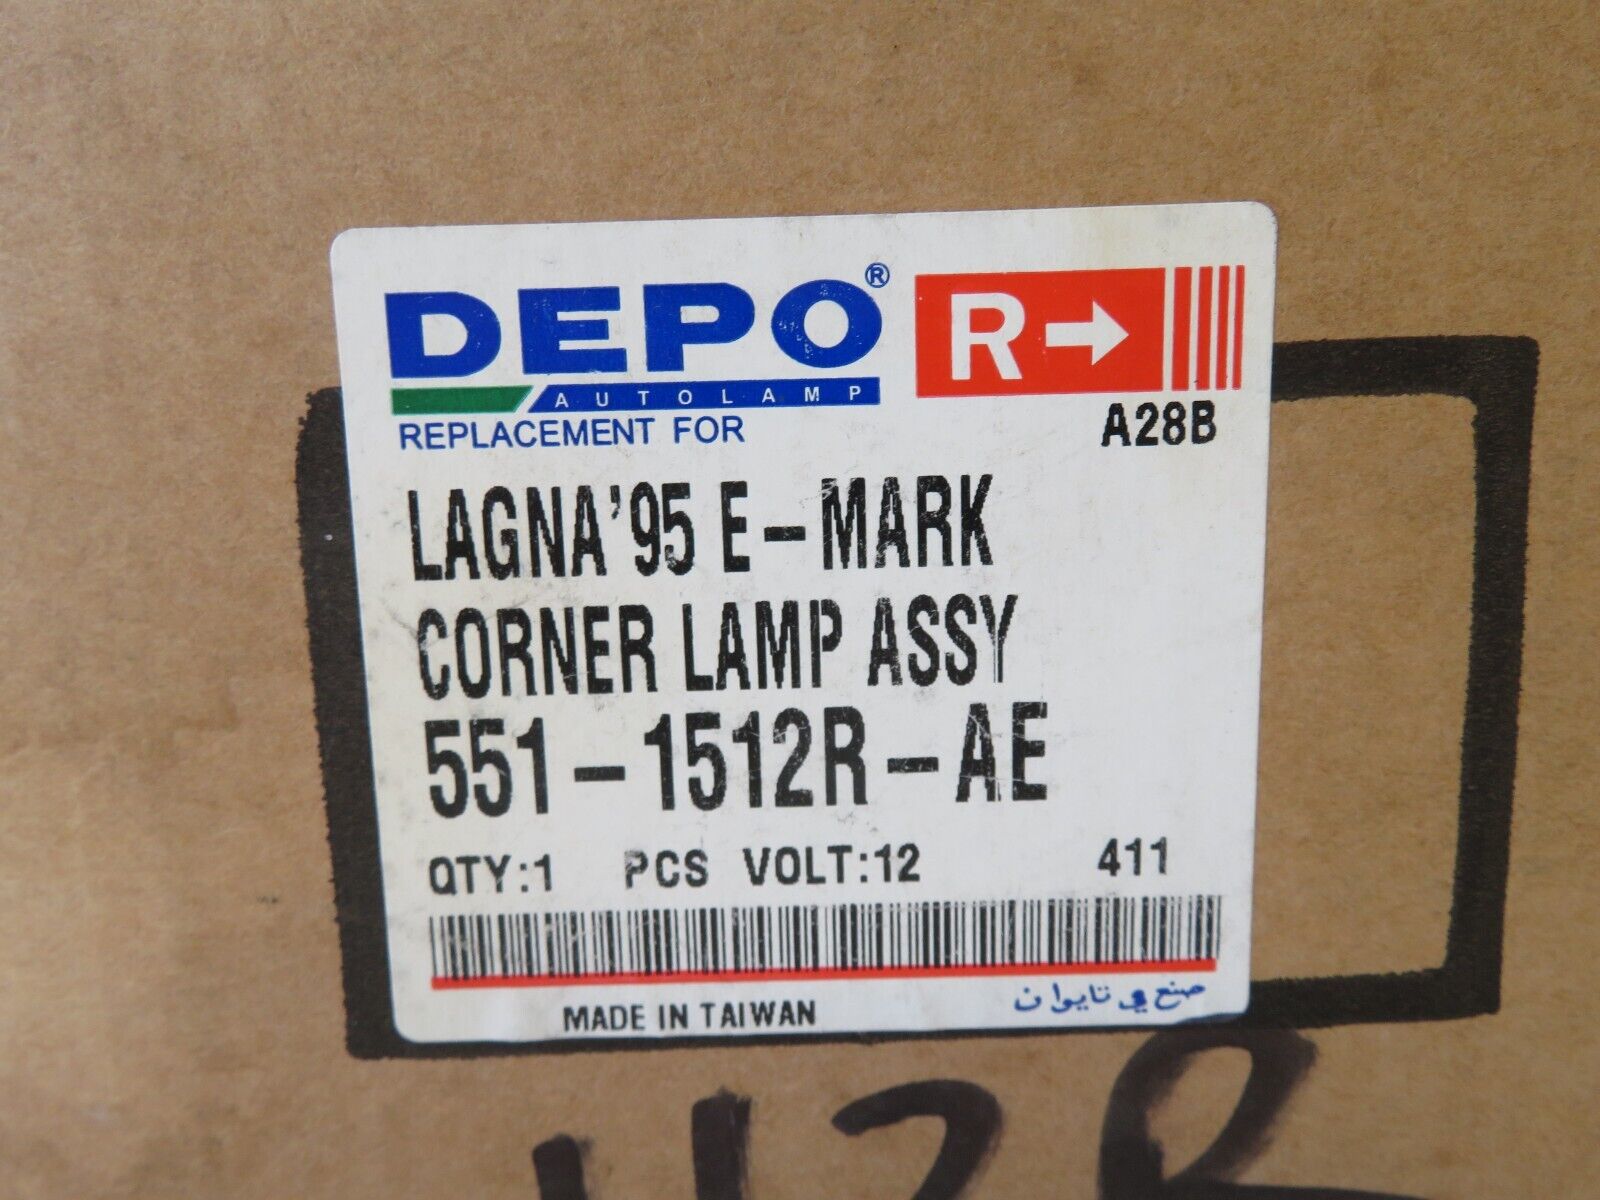 DEPO®
AUTOLAMP
R→
REPLACEMENT FOR
A28B
LAGNA'95 E-MARK
CORNER LAMP ASSY
551-1512R-AE
QTY:1 PCS VOLT:12 411
MADE IN TAIWAN
صنع في تايوان